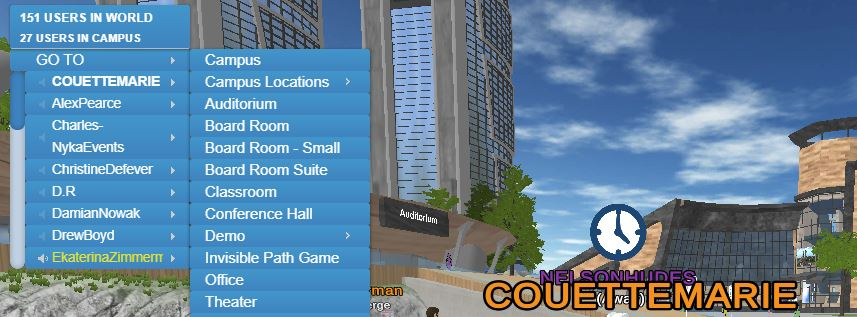 151 USERS IN WORLD
27 USERS IN CAMPUS
GO TO
COUETTEMARIE
AlexPearce
Charles-
NykaEvents
ChristineDefever
D.R
DamianNowak
DrewBoyd
EkaterinaZimmerm
Campus
Campus Locations
Auditorium
Board Room
Board Room - Small
Board Room Suite
Classroom
Conference Hall
Demo
Invisible Path Game
Office
Theater
Auditorium
NELSONHUDES
(Away)
COUETTEMARIE
rman
erge